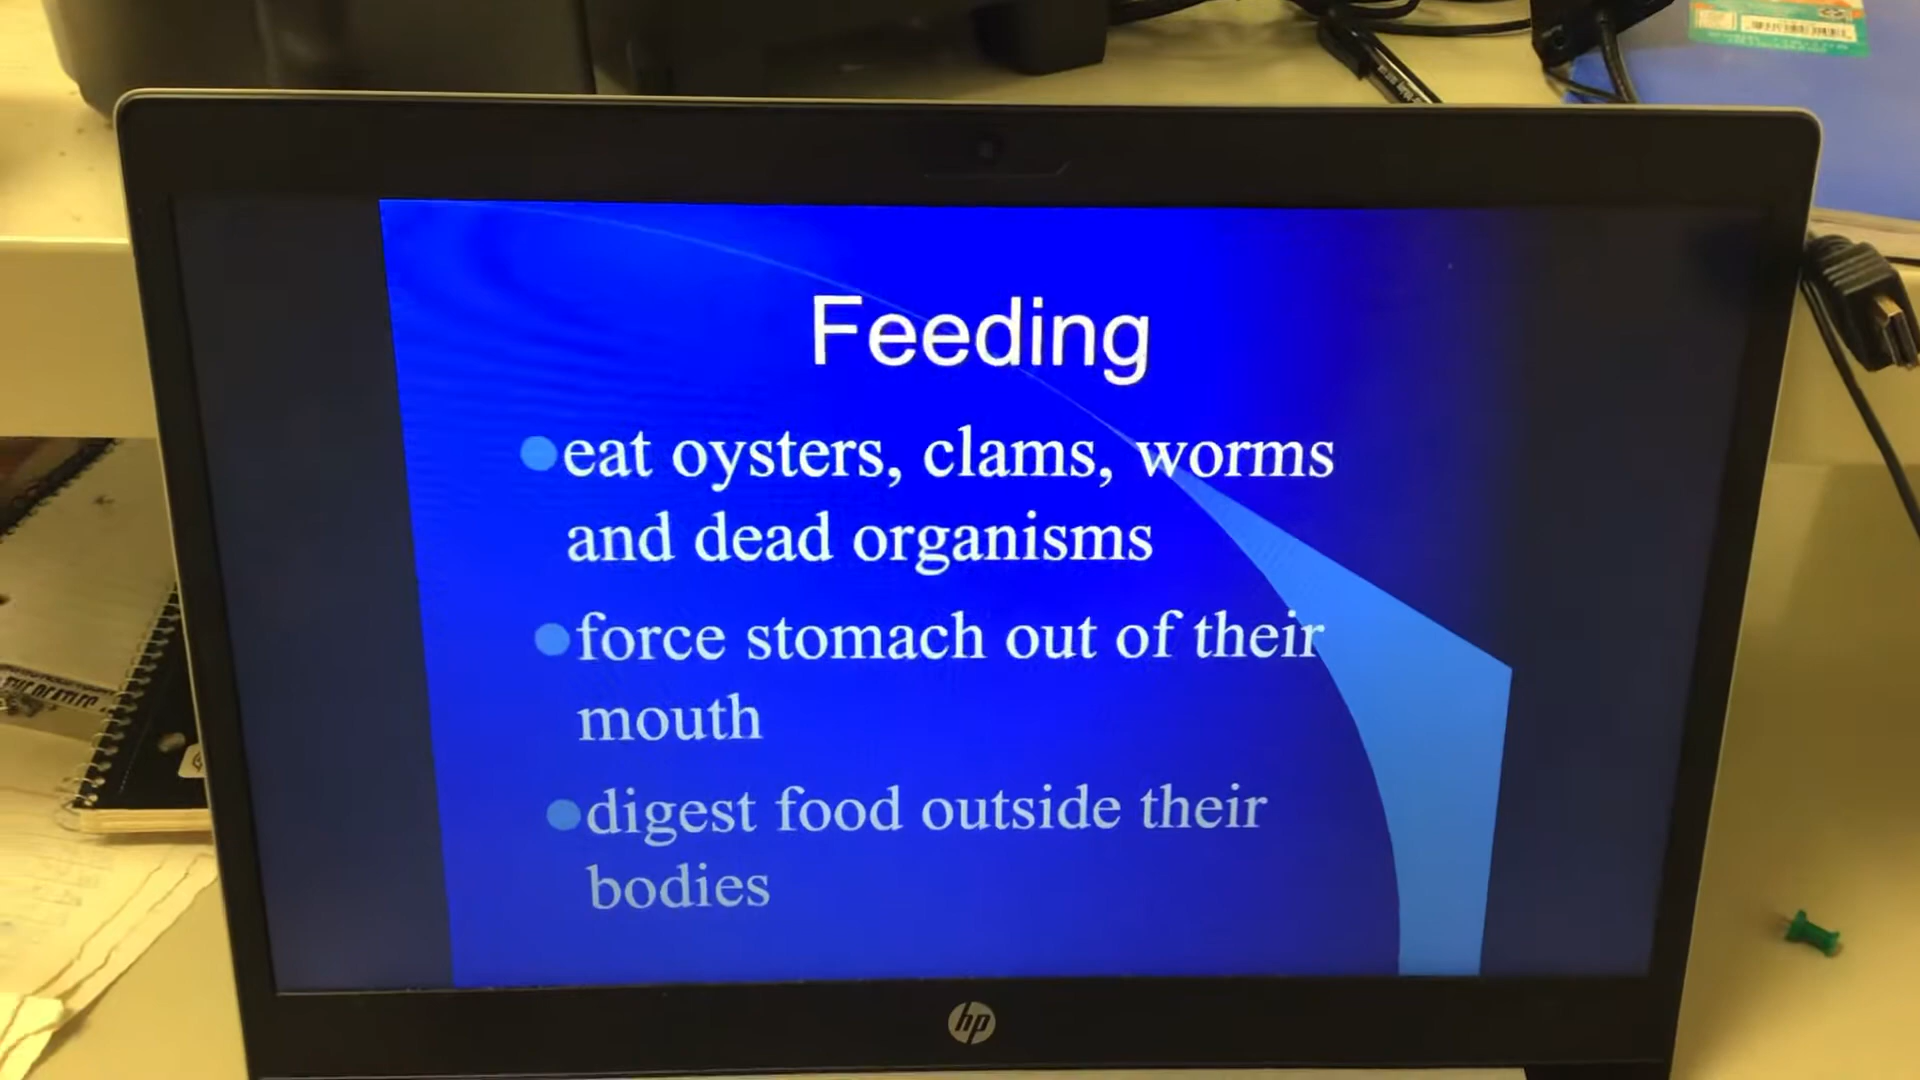 Feeding
eat oysters, clams, worms
and dead organisms
force stomach out of their
mouth
digest food outside their
bodies
hp